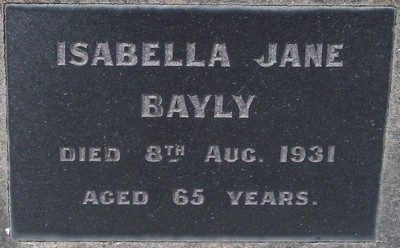 ISABELLA JANE
BAYLY
DIED 8TH AUG. 1931
AGED 65 YEARS.